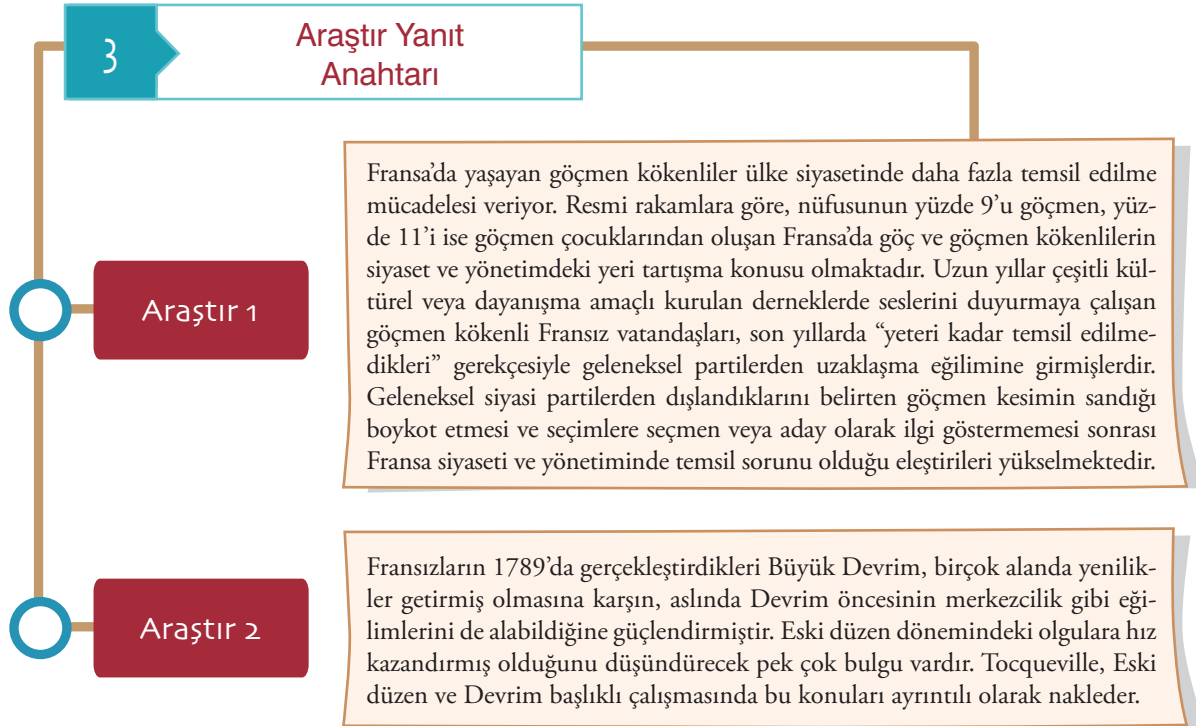 3
Araştır Yanıt
Anahtarı
Araştır 1
Fransa’da yaşayan göçmen kökenliler ülke siyasetinde daha fazla temsil edilme
mücadelesi veriyor. Resmi rakamlara göre, nüfusunun yüzde 9’u göçmen, yüz-
de 11’i ise göçmen çocuklarından oluşan Fransa’da göç ve göçmen kökenlilerin
siyaset ve yönetimdeki yeri tartışma konusu olmaktadır. Uzun yıllar çeşitli kül-
türel veya dayanışma amaçlı kurulan derneklerde seslerini duyurmaya çalışan
göçmen kökenli Fransız vatandaşları, son yıllarda “yeteri kadar temsil edilme-
dikleri” gerekçesiyle geleneksel partilerden uzaklaşma eğilimine girmişlerdir.
Geleneksel siyasi partilerden dışlandıklarını belirten göçmen kesimin sandığı
boykot etmesi ve seçimlere seçmen veya aday olarak ilgi göstermemesi sonrası
Fransa siyaseti ve yönetiminde temsil sorunu olduğu eleştirileri yükselmektedir.
Araştır 2
Fransızların 1789’da gerçekleştirdikleri Büyük Devrim, birçok alanda yenilik-
ler getirmiş olmasına karşın, aslında Devrim öncesinin merkezcilik gibi eği-
limlerini de alabildiğine güçlendirmiştir. Eski düzen dönemindeki olgulara hız
kazandırmış olduğunu düşündürecek pek çok bulgu vardır. Tocqueville, Eski
düzen ve Devrim başlıklı çalışmasında bu konuları ayrıntılı olarak nakleder.